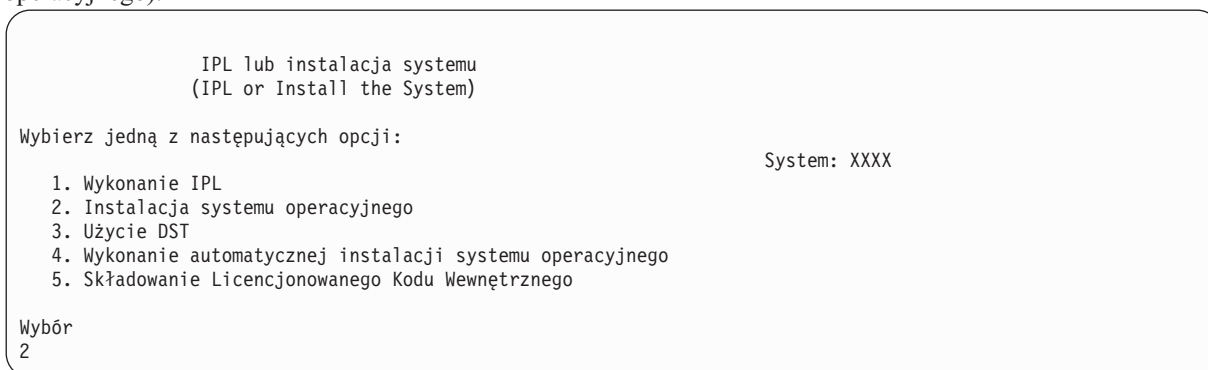 operacyjnego).
IPL lub instalacja systemu
(IPL or Install the System)
Wybierz jedną z następujących opcji:
System: XXXX
1. Wykonanie IPL
2. Instalacja systemu operacyjnego
3. Użycie DST
4. Wykonanie automatycznej instalacji systemu operacyjnego
5. Składowanie Licencjonowanego Kodu Wewnętrznego
Wybór
2